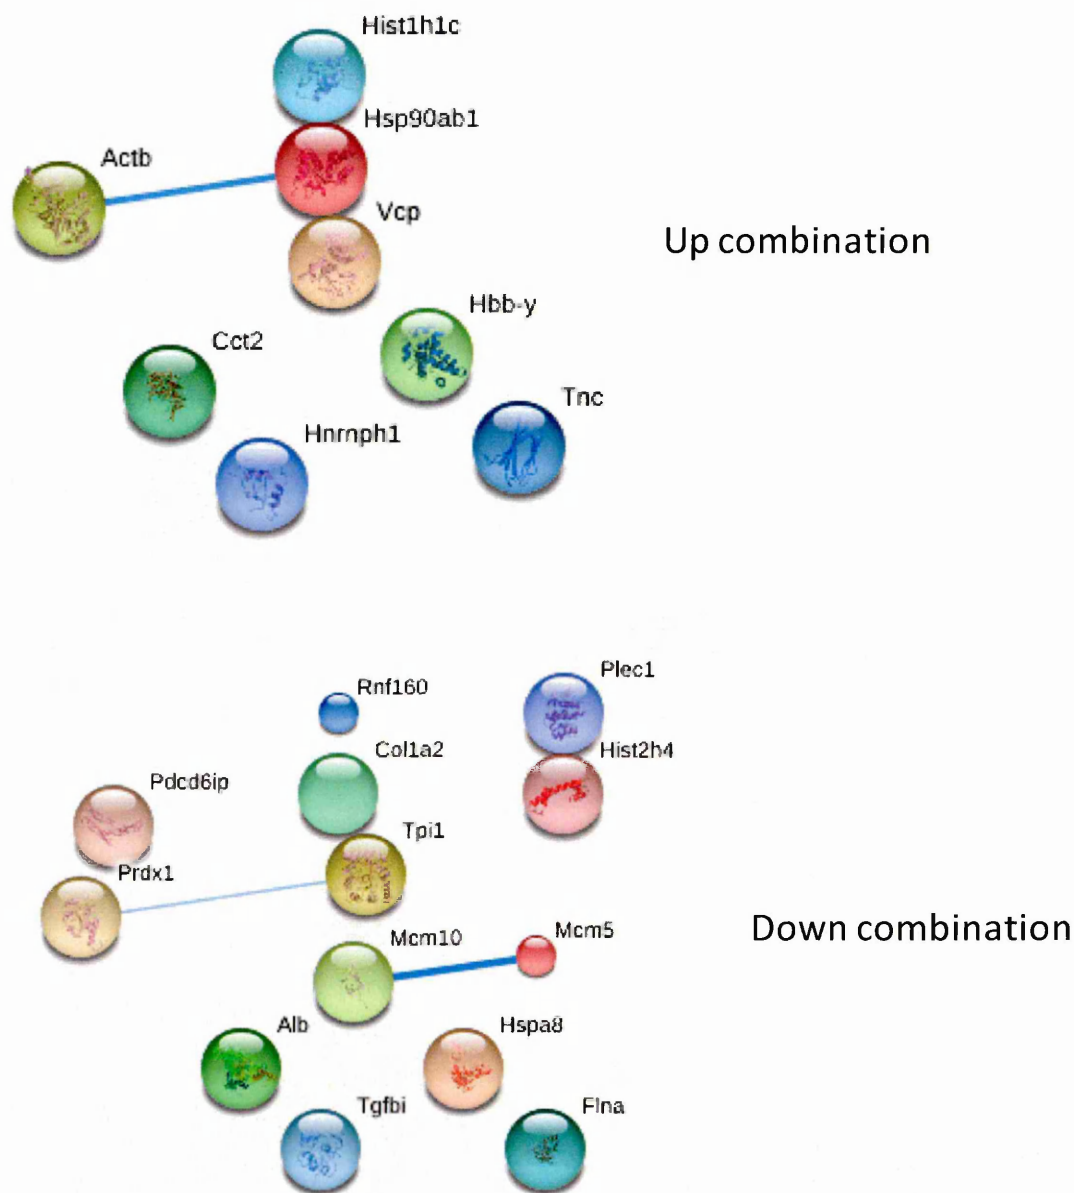 Hist1h1c
Hsp90ab1
Actb
Vcp
Up combination
Hbb-y
Cct2
Tnc
Hnrnph1
Plec1
Rnf160
Col1a2
Hist2h4
Pdcd6ip
Tpi1
Prdx1
Mcm10
Mcm5
Down combination
Alb
Hspa8
Tgfbi
Flna